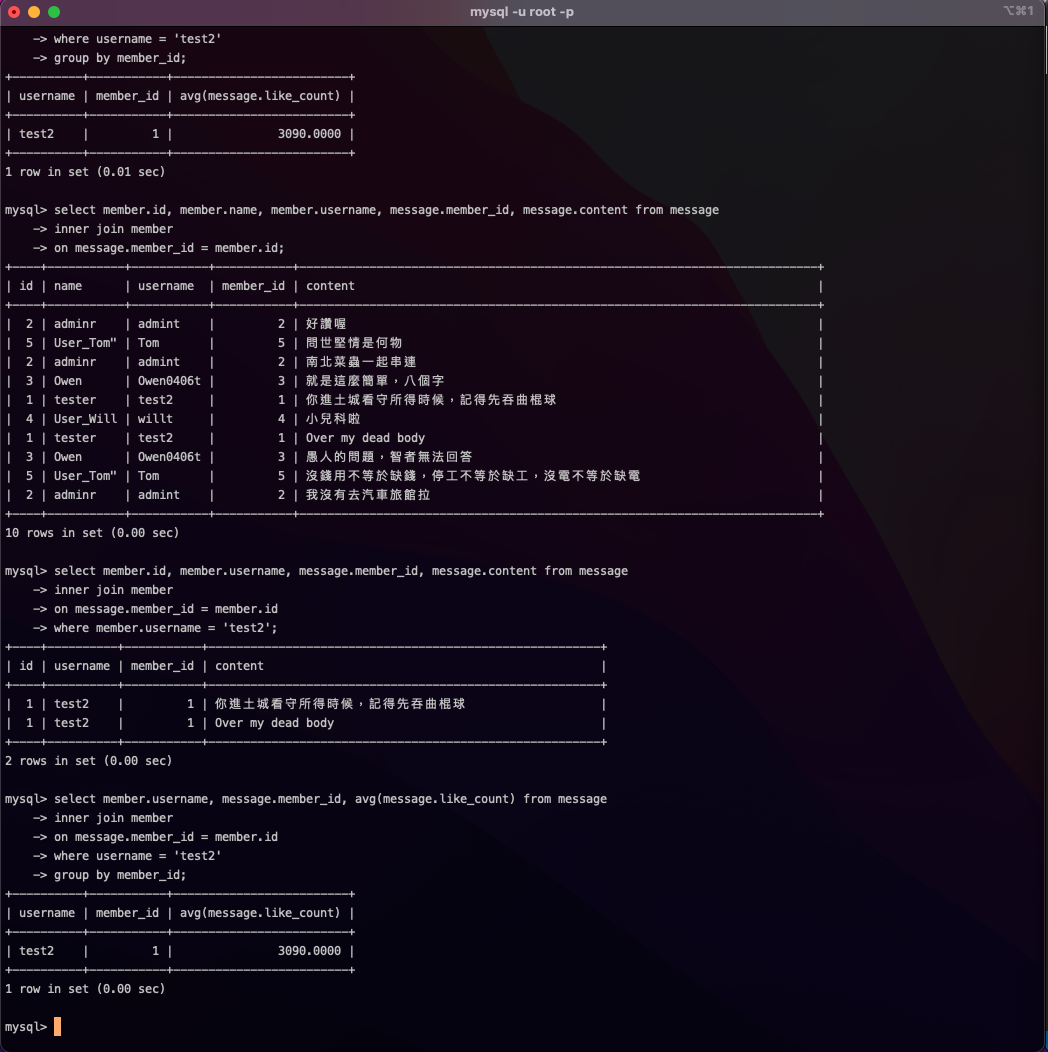 mysql -u root -p
⌥⌘1
-> where username = 'test2'
-> group by member_id;
+----------+-----------+-------------------------+
| username | member_id | avg(message.like_count) |
+----------+-----------+-------------------------+
| test2    |         1 |               3090.0000 |
+----------+-----------+-------------------------+
1 row in set (0.01 sec)
mysql> select member.id, member.name, member.username, message.member_id, message.content from message
-> inner join member
-> on message.member_id = member.id;
+----+-----------+-----------+-----------+---------------------------------------------------------------------------+
| id | name      | username  | member_id | content                                                                   |
+----+-----------+-----------+-----------+---------------------------------------------------------------------------+
|  2 | adminr    | admint    |         2 | 好讚喔 |
|  5 | User_Tom" | Tom       |         5 | 問世堅情是何物 |
|  2 | adminr    | admint    |         2 | 南北菜蟲一起串連 |
|  3 | Owen      | Owen0406t |         3 | 就是這麼簡單，八個字 |
|  1 | tester    | test2     |         1 | 你進土城看守所得時候，記得先吞曲棍球 |
|  4 | User_Will | willt     |         4 | 小兒科啦 |
|  1 | tester    | test2     |         1 | Over my dead body |
|  3 | Owen      | Owen0406t |         3 | 愚人的問題，智者無法回答 |
|  5 | User_Tom" | Tom       |         5 | 沒錢用不等於缺錢，停工不等於缺工，沒電不等於缺電 |
|  2 | adminr    | admint    |         2 | 我沒有去汽車旅館拉 |
+----+-----------+-----------+-----------+---------------------------------------------------------------------------+
10 rows in set (0.00 sec)
mysql> select member.id, member.username, message.member_id, message.content from message
-> inner join member
-> on message.member_id = member.id
-> where member.username = 'test2';
+----+----------+-----------+--------------------------------------------------------+
| id | username | member_id | content                                                |
+----+----------+-----------+--------------------------------------------------------+
|  1 | test2    |         1 | 你進土城看守所得時候，記得先吞曲棍球 |
|  1 | test2    |         1 | Over my dead body |
+----+----------+-----------+--------------------------------------------------------+
2 rows in set (0.00 sec)
mysql> select member.username, message.member_id, avg(message.like_count) from message
-> inner join member
-> on message.member_id = member.id
-> where username = 'test2'
-> group by member_id;
+----------+-----------+-------------------------+
| username | member_id | avg(message.like_count) |
+----------+-----------+-------------------------+
| test2    |         1 |               3090.0000 |
+----------+-----------+-------------------------+
1 row in set (0.00 sec)
mysql>